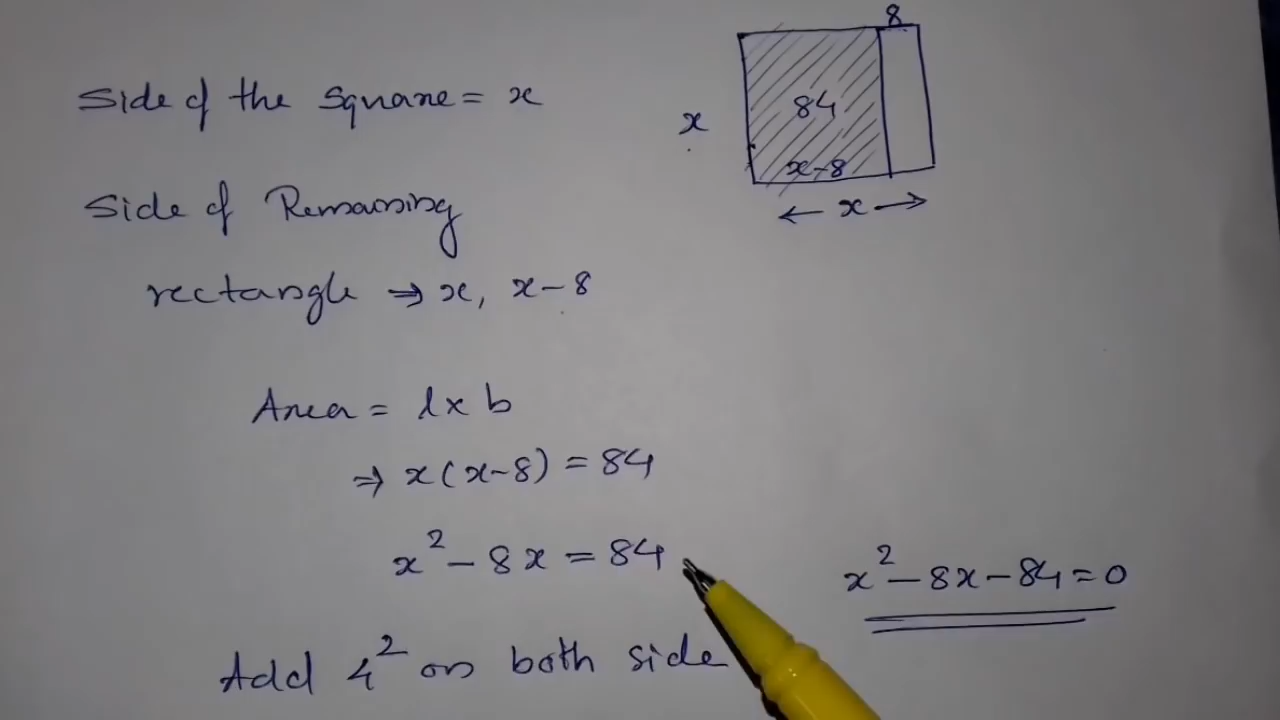 8
Side of the Square = x
84
x
x-8
← x →
Side of Remaining
rectangle ⇒ x, x-8
Area = l x b
⇒ x(x-8) = 84
x² - 8x = 84
x² - 8x - 84 = 0
Add 4² on both side